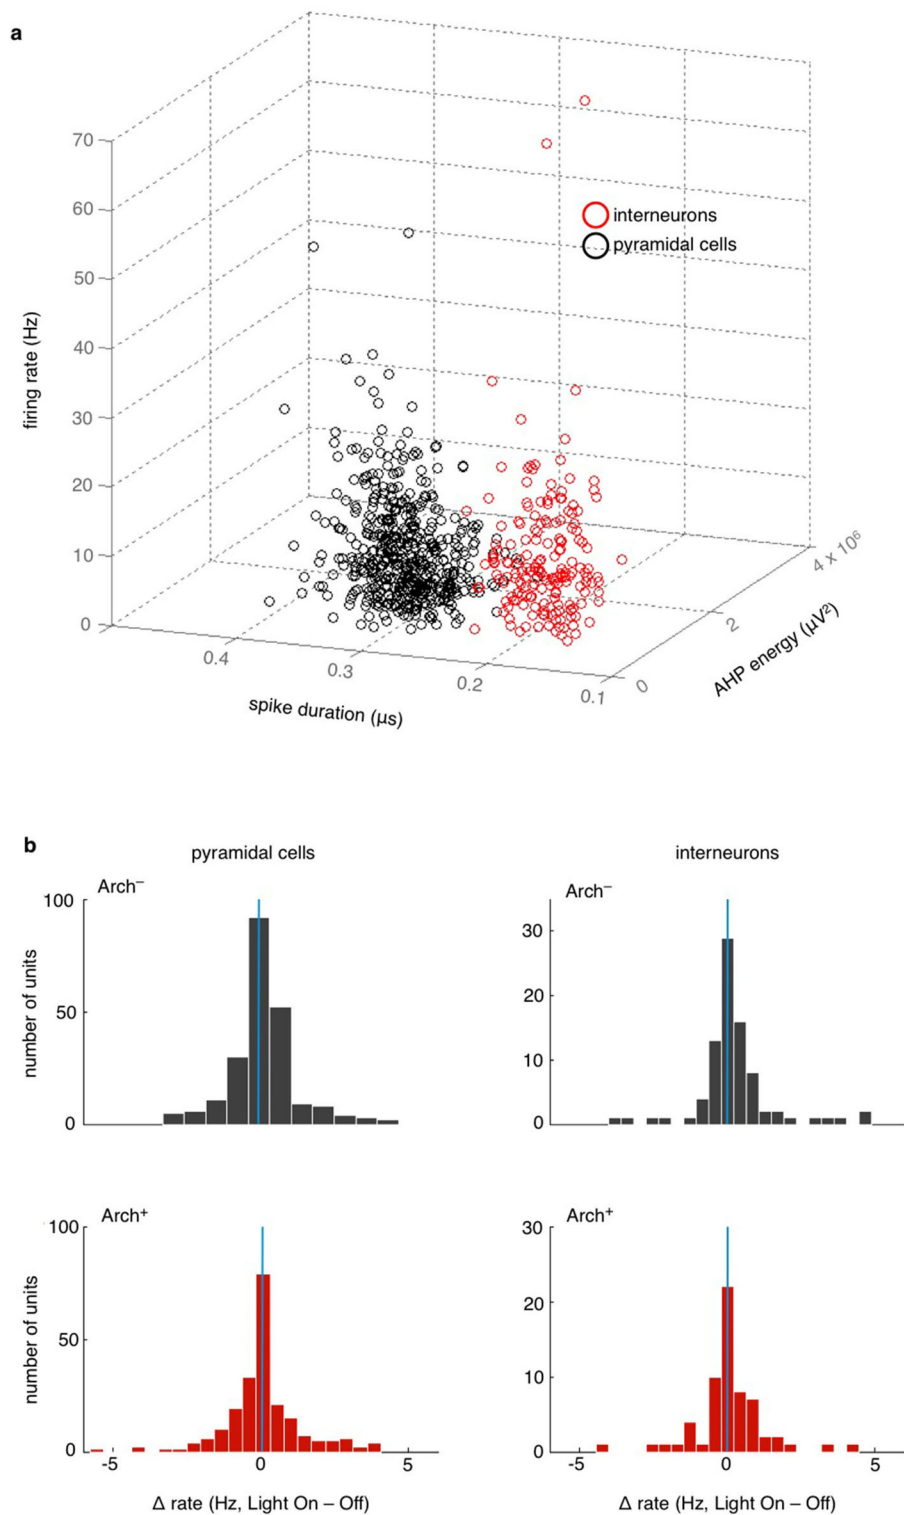 a
70
60
50
40
30
20
10
0
firing rate (Hz)
interneurons
pyramidal cells
0.4
0.3
0.2
0.1
spike duration (μs)
0
2
4 x 10⁶
AHP energy (μV²)
b
pyramidal cells
interneurons
Arch⁻
100
50
0
number of units
Arch⁻
30
20
10
0
Arch⁺
100
50
0
number of units
-5
0
5
Δ rate (Hz, Light On – Off)
Arch⁺
30
20
10
0
-5
0
5
Δ rate (Hz, Light On – Off)